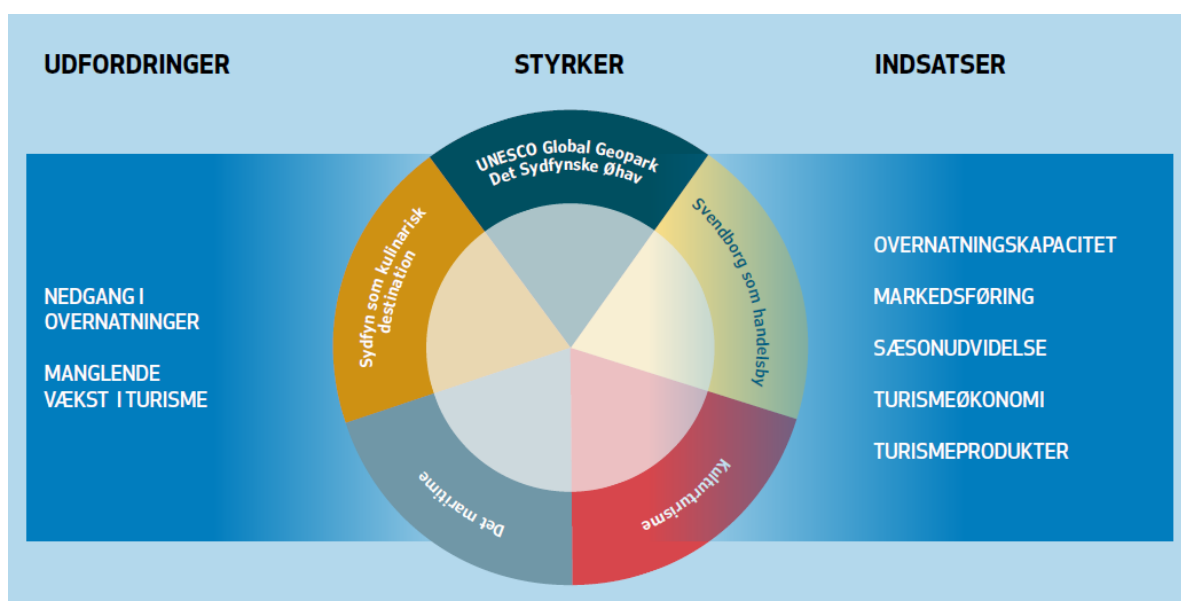 UDFORDRINGER
STYRKER
INDSATSER
NEDGANG I
OVERNATNINGER
MANGLENDE
VÆKST I TURISME
UNESCO Global Geopark
Det Sydfynske Øhav
Svendborg som handelsby
Kulturturisme
Det maritime
Sydfyn som kulinarisk
destination
OVERNATNINGSKAPACITET
MARKEDSFØRING
SÆSONUDVIDELSE
TURISMEØKONOMI
TURISMEPRODUKTER